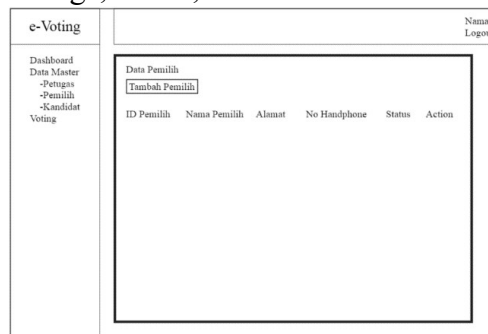 e-Voting
Nama
Logou
Dashboard
Data Master
-Petugas
-Pemilih
-Kandidat
Voting
Data Pemilih
Tambah Pemilih
ID Pemilih Nama Pemilih Alamat No Handphone Status Action